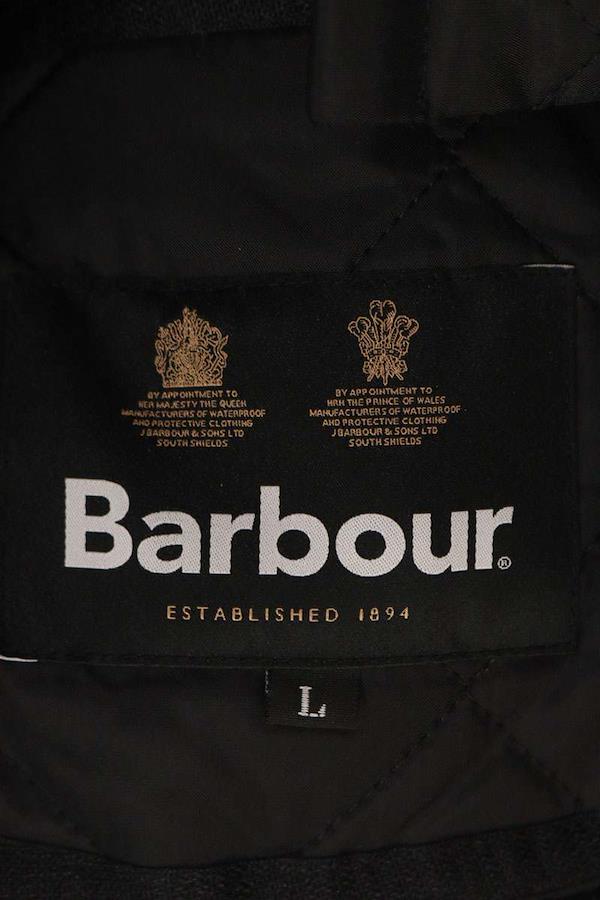 BY APPOINTMENT TO
HER MAJESTY THE QUEEN
MANUFACTURERS OF WATERPROOF
AND PROTECTIVE CLOTHING
J BARBOUR & SONS LTD
SOUTH SHIELDS
BY APPOINTMENT TO
HRH THE PRINCE OF WALES
MANUFACTURERS OF WATERPROOF
AND PROTECTIVE CLOTHING
J BARBOUR & SONS LTD
SOUTH SHIELDS
Barbour®
ESTABLISHED 1894
L